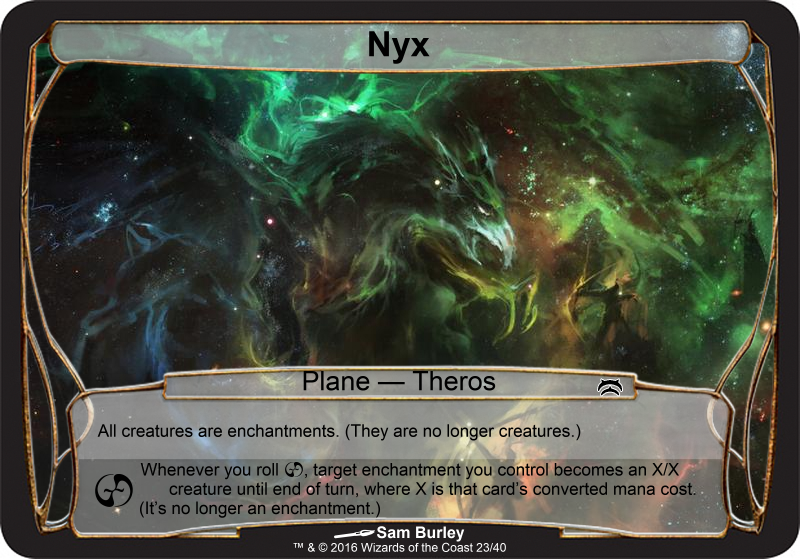 Nyx
Plane — Theros
All creatures are enchantments. (They are no longer creatures.)
Whenever you roll , target enchantment you control becomes an X/X
creature until end of turn, where X is that card's converted mana cost.
(It's no longer an enchantment.)
Sam Burley
™ & © 2016 Wizards of the Coast 23/40